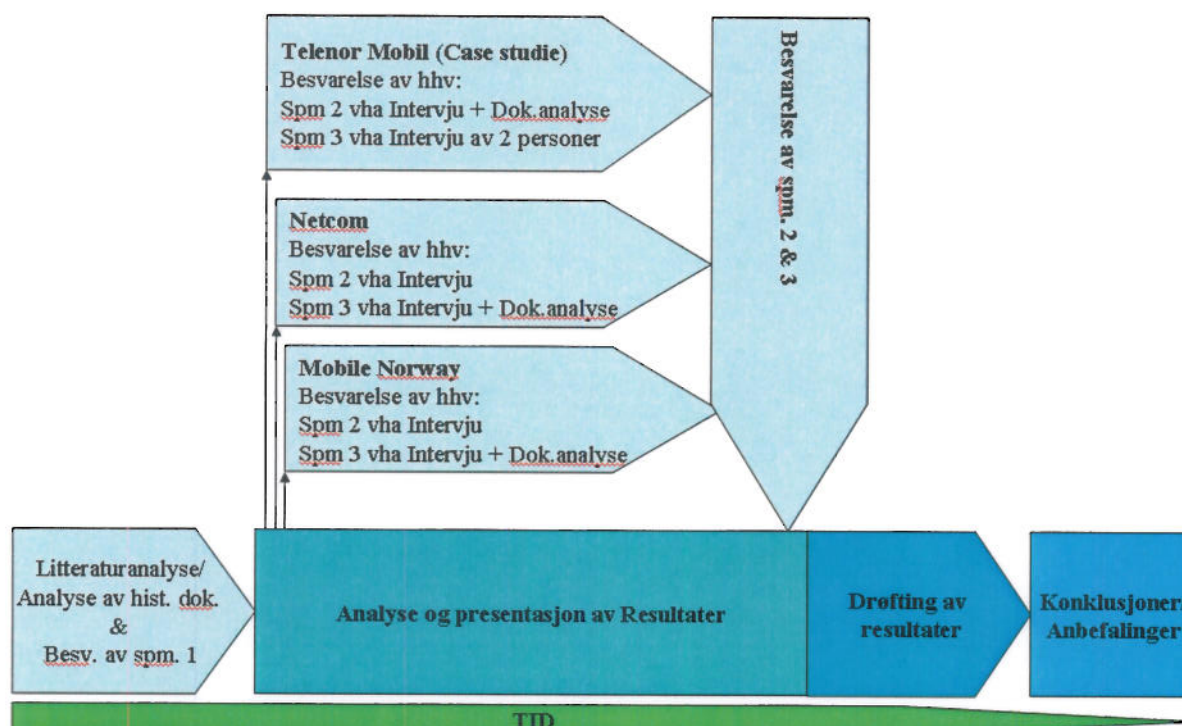 Telenor Mobil (Case studie)
Besvarelse av hhv:
Spm 2 vha Intervju + Dok.analyse
Spm 3 vha Intervju av 2 personer
Netcom
Besvarelse av hhv:
Spm 2 vha Intervju
Spm 3 vha Intervju + Dok.analyse
Mobile Norway
Besvarelse av hhv:
Spm 2 vha Intervju
Spm 3 vha Intervju + Dok.analyse
Besvarelse av spm. 2 & 3
Litteraturanalyse/
Analyse av hist. dok.
&
Besv. av spm. 1
Analyse og presentasjon av Resultater
Drøfting av
resultater
Konklusjoner/
Anbefalinger
TID